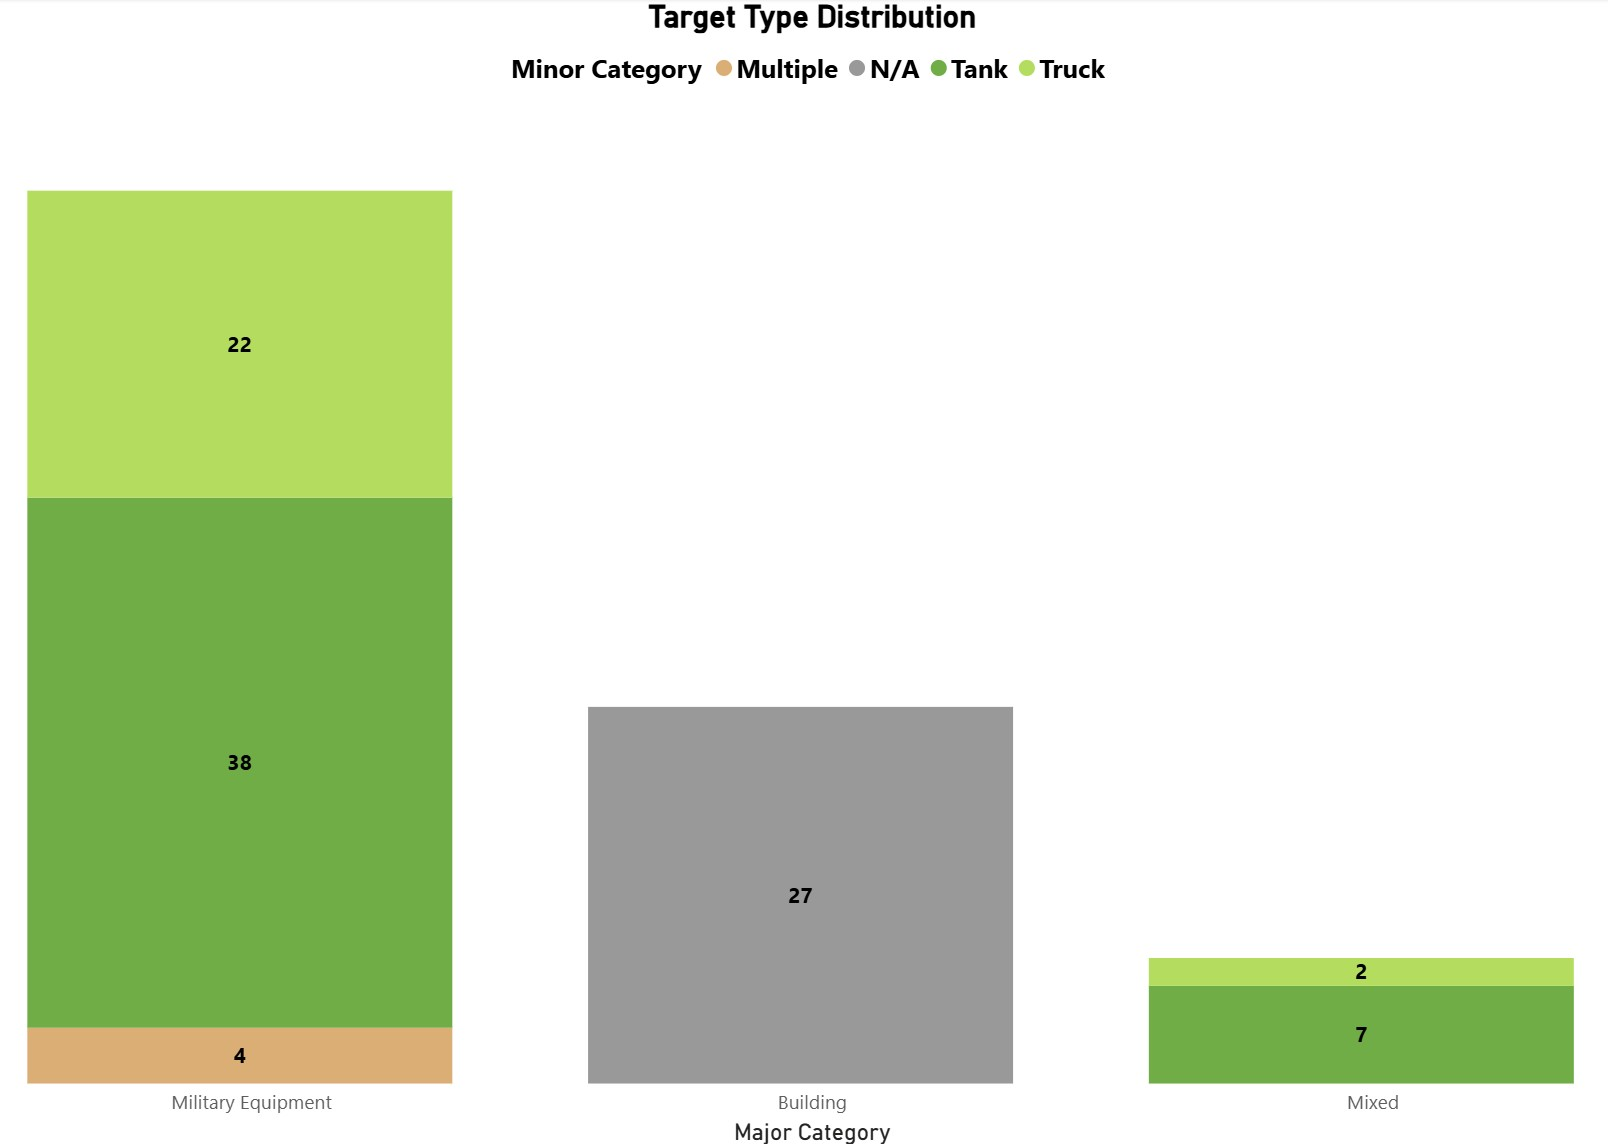 Target Type Distribution
Minor Category Multiple N/A Tank Truck
22
38
4
27
2
7
Military Equipment Building Mixed
Major Category